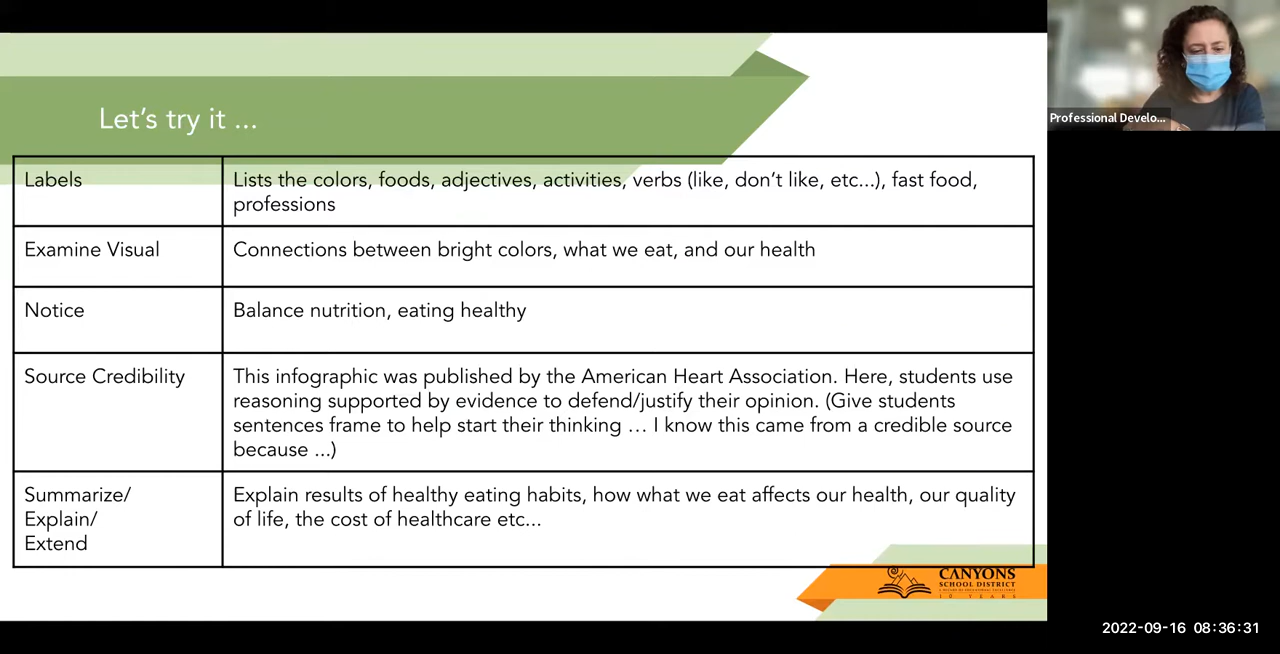 Let's try it ...
Professional Develo...
Labels
Lists the colors, foods, adjectives, activities, verbs (like, don't like, etc...), fast food,
professions
Examine Visual
Connections between bright colors, what we eat, and our health
Notice
Balance nutrition, eating healthy
Source Credibility
This infographic was published by the American Heart Association. Here, students use
reasoning supported by evidence to defend/justify their opinion. (Give students
sentences frame to help start their thinking … I know this came from a credible source
because ...)
Summarize/
Explain/
Extend
Explain results of healthy eating habits, how what we eat affects our health, our quality
of life, the cost of healthcare etc...
CANYONS
SCHOOL DISTRICT
10 YEARS
2022-09-16 08:36:31